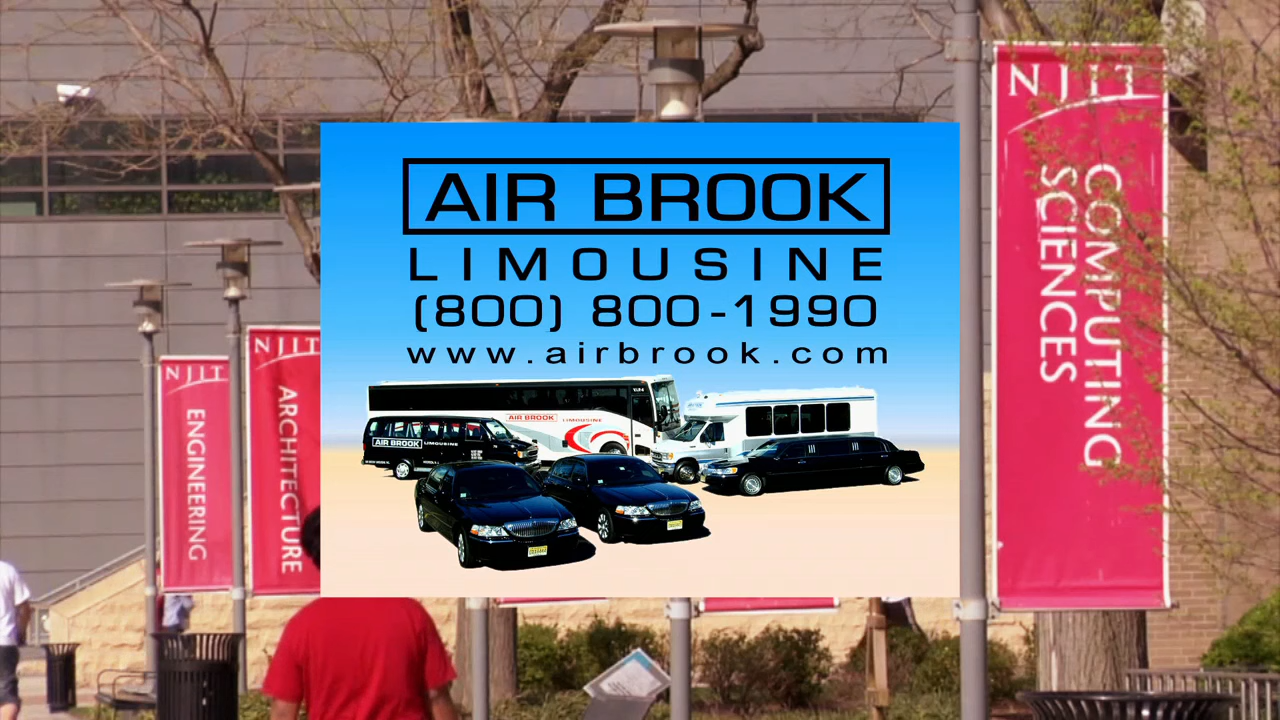 AIR BROOK
LIMOUSINE
(800) 800-1990
www.airbrook.com
AIR BROOK LIMOUSINE
AIR BROOK LIMOUSINE
NJIT
ENGINEERING
NJIT
ARCHITECTURE
NJIT
COMPUTING
SCIENCES